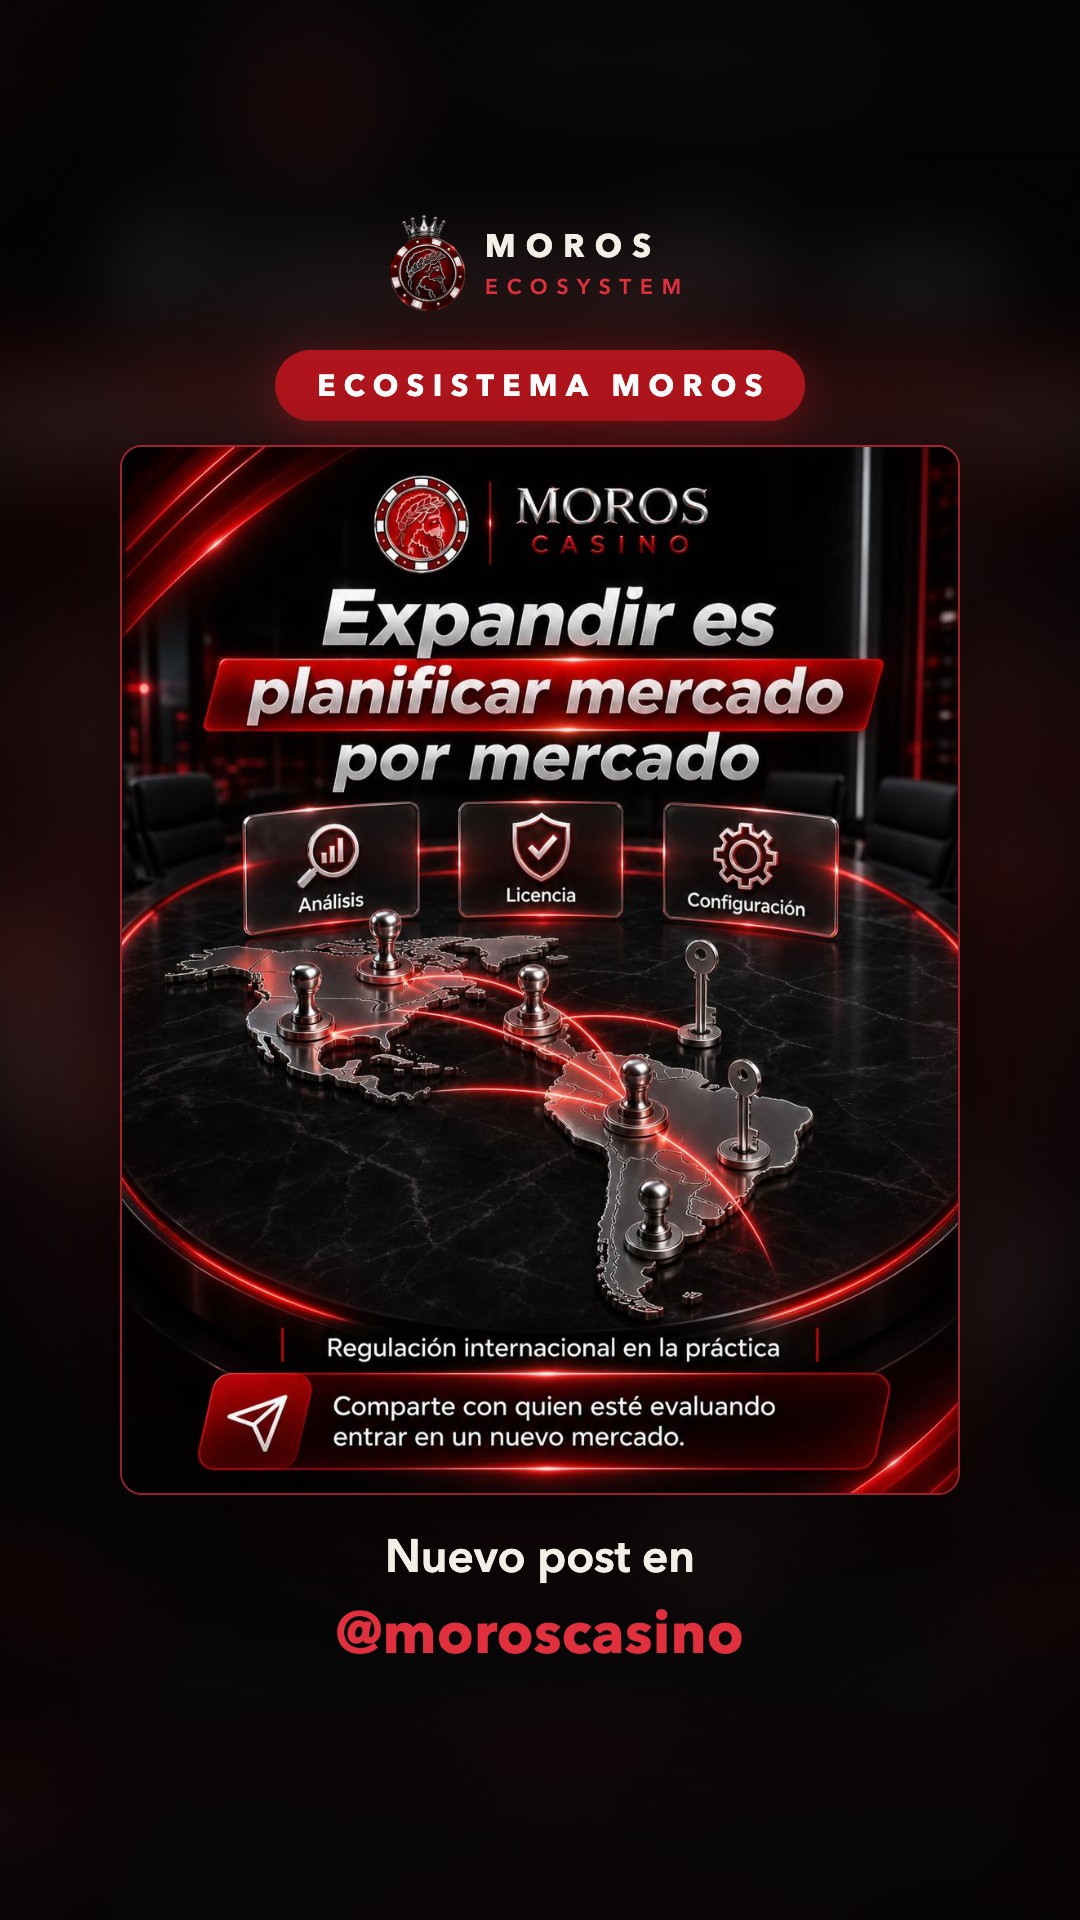 MOROS
ECOSYSTEM
ECOSISTEMA MOROS
MOROS
CASINO
Expandir es
planificar mercado
por mercado
Análisis
Licencia
Configuración
Regulación internacional en la práctica
Comparte con quien esté evaluando
entrar en un nuevo mercado.
Nuevo post en
@moroscasino